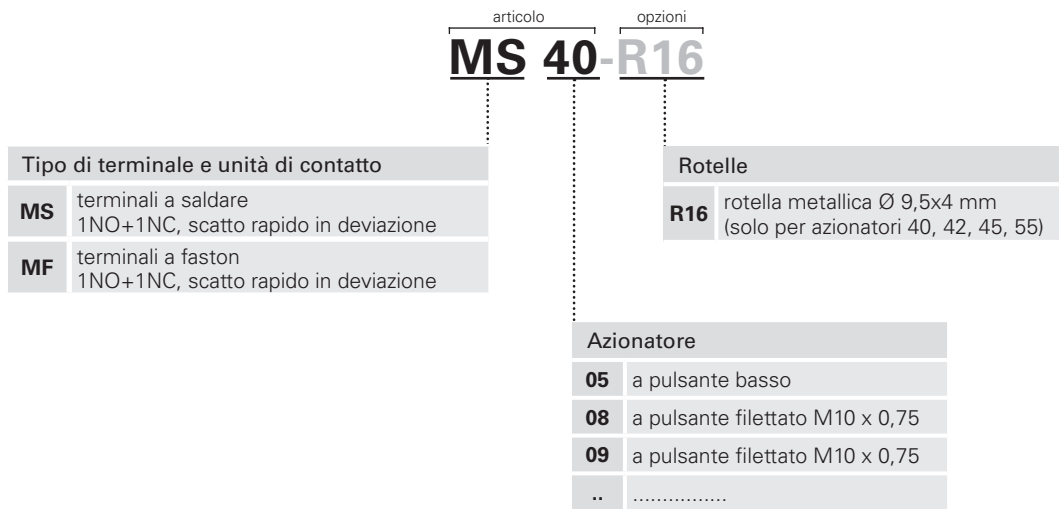 articolo opzioni
MS 40-R16
Tipo di terminale e unità di contatto
MS terminali a saldare
1NO+1NC, scatto rapido in deviazione
MF terminali a faston
1NO+1NC, scatto rapido in deviazione
Rotelle
R16 rotella metallica Ø 9,5x4 mm
(solo per azionatori 40, 42, 45, 55)
Azionatore
05 a pulsante basso
08 a pulsante filettato M10 x 0,75
09 a pulsante filettato M10 x 0,75
.. ................